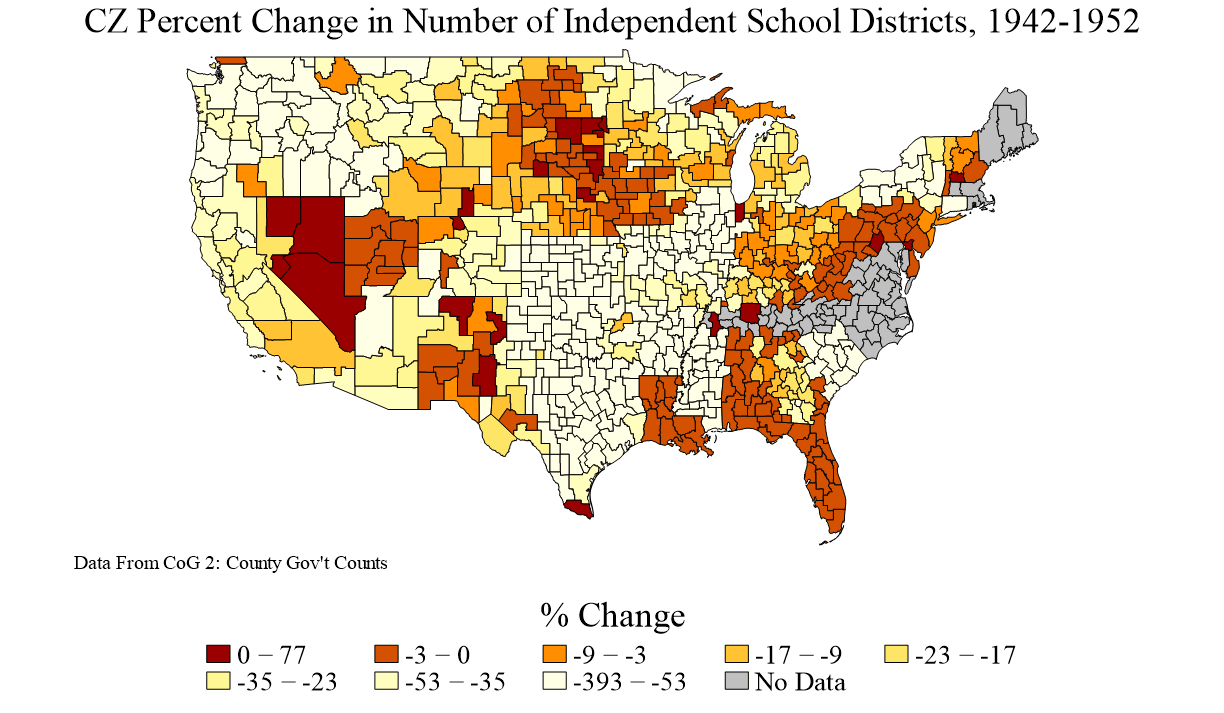 CZ Percent Change in Number of Independent School Districts, 1942-1952
Data From CoG 2: County Gov't Counts
% Change
0 − 77
-3 − 0
-9 − -3
-17 − -9
-23 − -17
-35 − -23
-53 − -35
-393 − -53
No Data